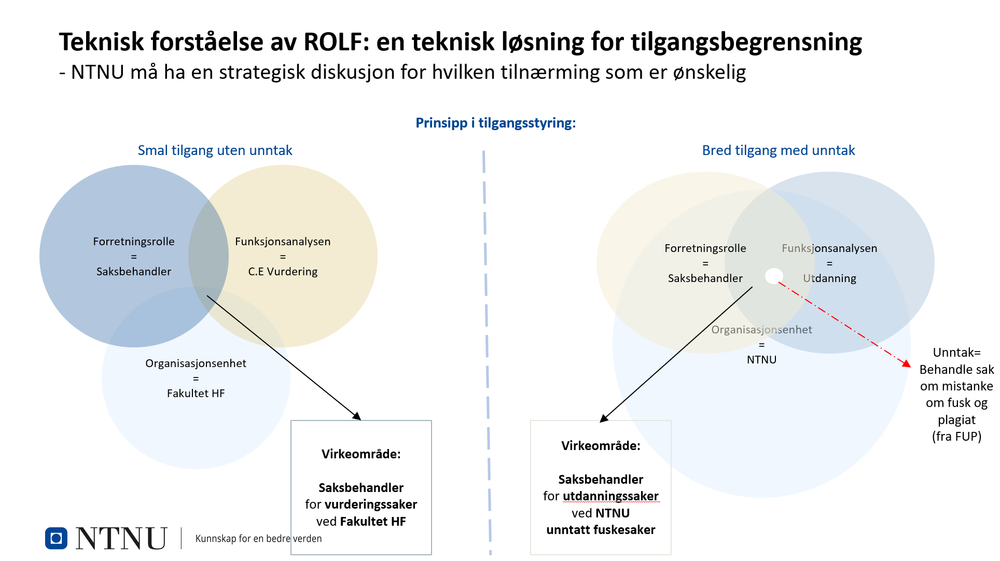 Teknisk forståelse av ROLF: en teknisk løsning for tilgangsbegrensning
- NTNU må ha en strategisk diskusjon for hvilken tilnærming som er ønskelig
Prinsipp i tilgangsstyring:
Smal tilgang uten unntak
Forretningsrolle
=
Saksbehandler
Funksjonsanalysen
=
C.E Vurdering
Organisasjonsenhet
=
Fakultet HF
Virkeområde:
Saksbehandler
for vurderingssaker
ved Fakultet HF
Bred tilgang med unntak
Forretningsrolle
=
Saksbehandler
Funksjonsanalysen
=
Utdanning
Organisasjonsenhet
=
NTNU
Unntak=
Behandle sak
om mistanke
om fusk og
plagiat
(fra FUP)
Virkeområde:
Saksbehandler
for utdanningssaker
ved NTNU
unntatt fuskesaker
NTNU
Kunnskap for en bedre verden